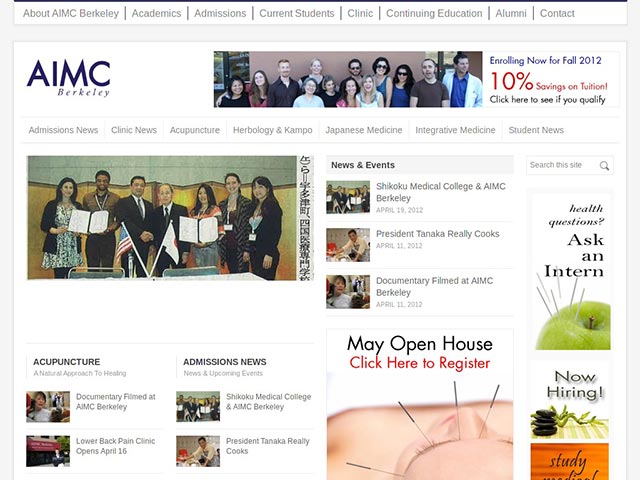 About AIMC Berkeley
Academics
Admissions
Current Students
Clinic
Continuing Education
Alumni
Contact
AIMC
Berkeley
Enrolling Now for Fall 2012
10% Savings on Tuition!
Click here to see if you qualify
Admissions News
Clinic News
Acupuncture
Herbology & Kampo
Japanese Medicine
Integrative Medicine
Student News
News & Events
Shikoku Medical College & AIMC
Berkeley
APRIL 19, 2012
President Tanaka Really Cooks
APRIL 11, 2012
Documentary Filmed at AIMC
Berkeley
APRIL 11, 2012
Search this site
health
questions?
Ask
an
Intern
ACUPUNCTURE
A Natural Approach To Healing
Documentary Filmed at
AIMC Berkeley
Lower Back Pain Clinic
Opens April 16
ADMISSIONS NEWS
News & Upcoming Events
Shikoku Medical College
& AIMC Berkeley
President Tanaka Really
Cooks
May Open House
Click Here to Register
Now
Hiring!
study